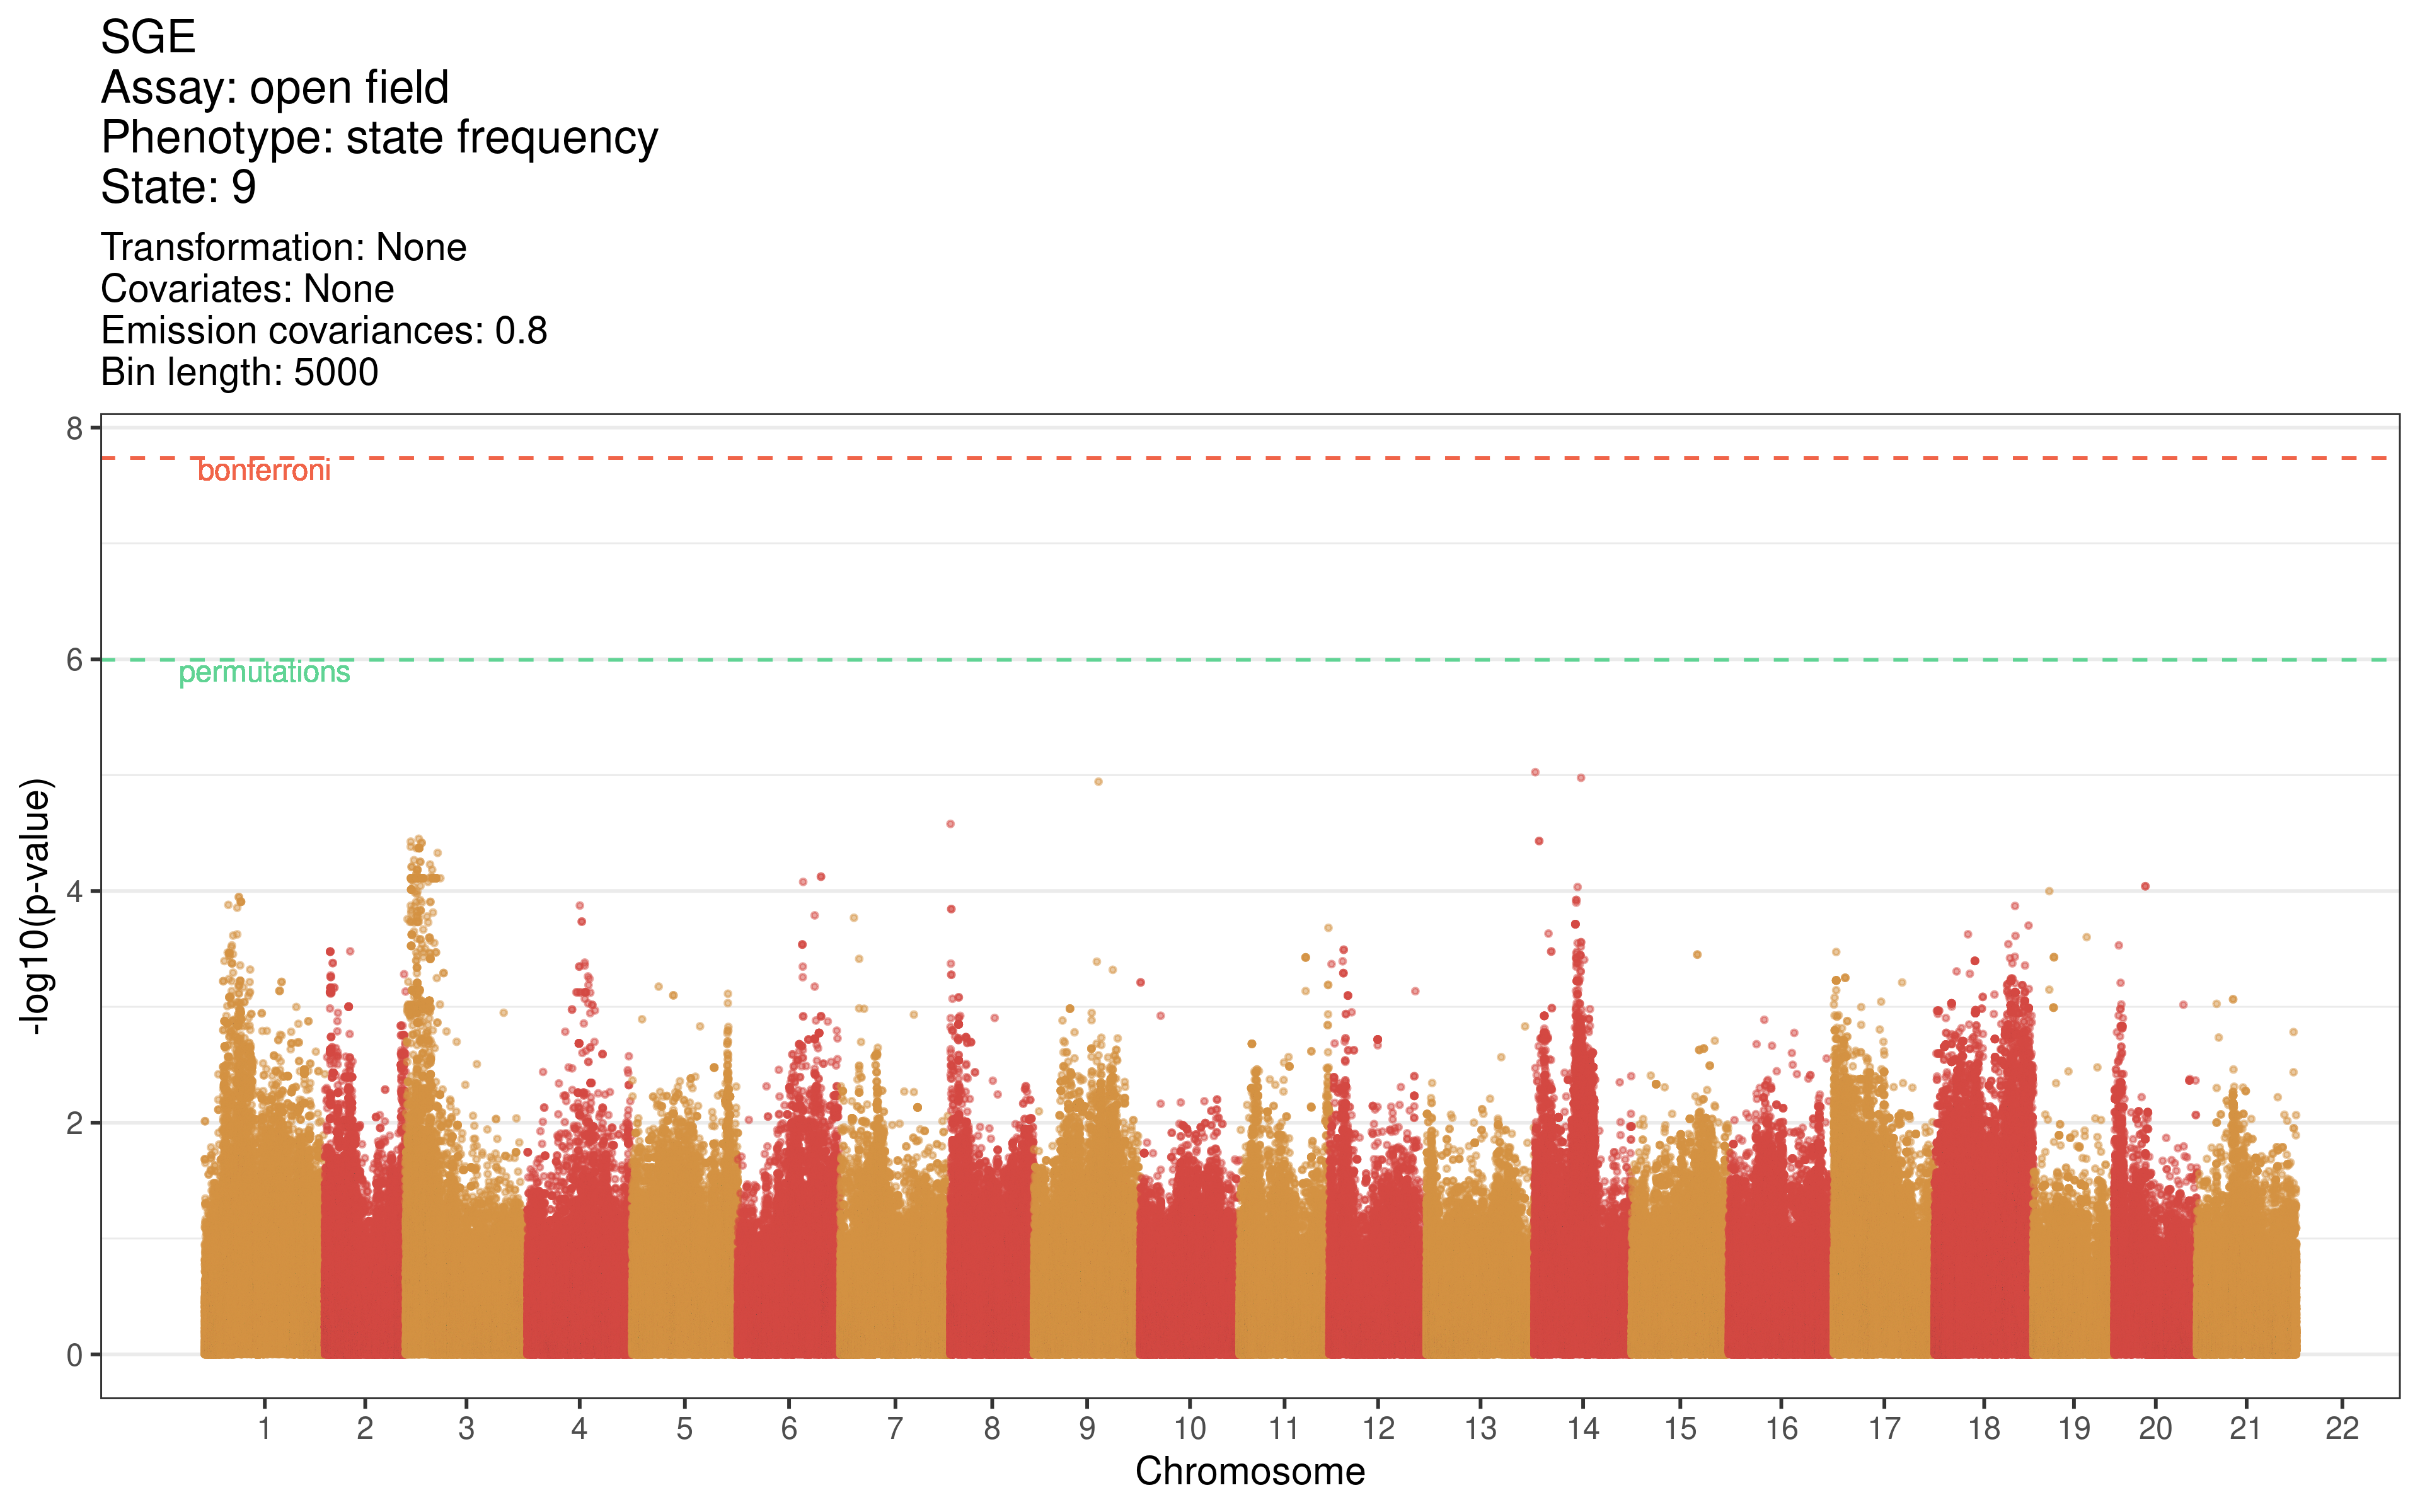 SGE
Assay: open field
Phenotype: state frequency
State: 9
Transformation: None
Covariates: None
Emission covariances: 0.8
Bin length: 5000
8
bonferroni
6
permutations
-log10(p-value)
4
2
0
1 2 3 4 5 6 7 8 9 10 11 12 13 14 15 16 17 18 19 20 21 22
Chromosome